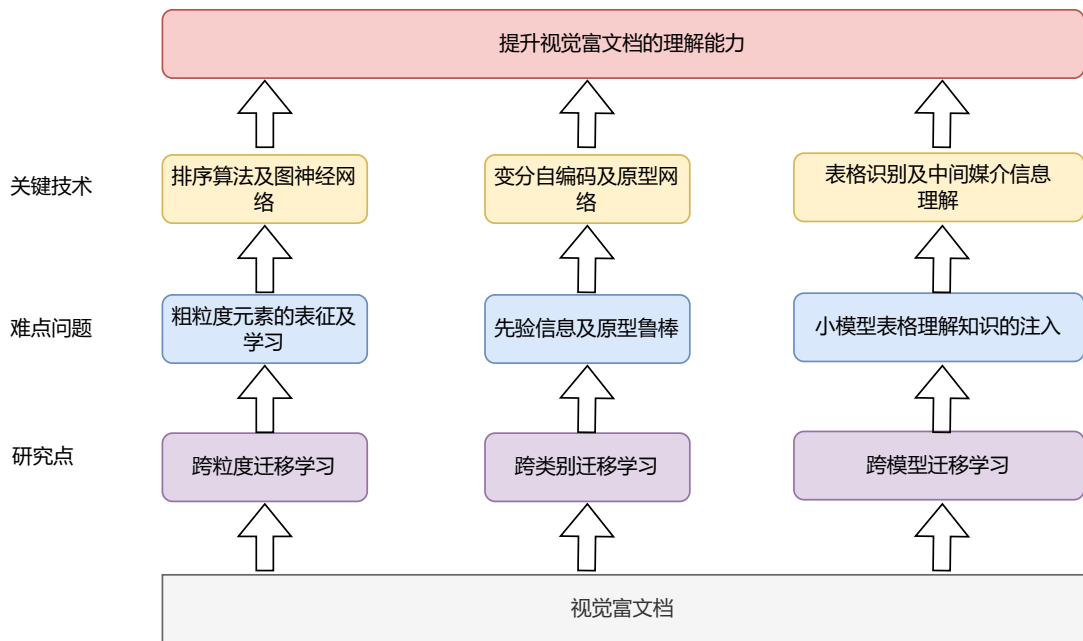 提升视觉富文档的理解能力
关键技术
排序算法及图神经网
络
变分自编码及原型网
络
表格识别及中间媒介信息
理解
难点问题
粗粒度元素的表征及
学习
先验信息及原型鲁棒
小模型表格理解知识的注入
研究点
跨粒度迁移学习
跨类别迁移学习
跨模型迁移学习
视觉富文档